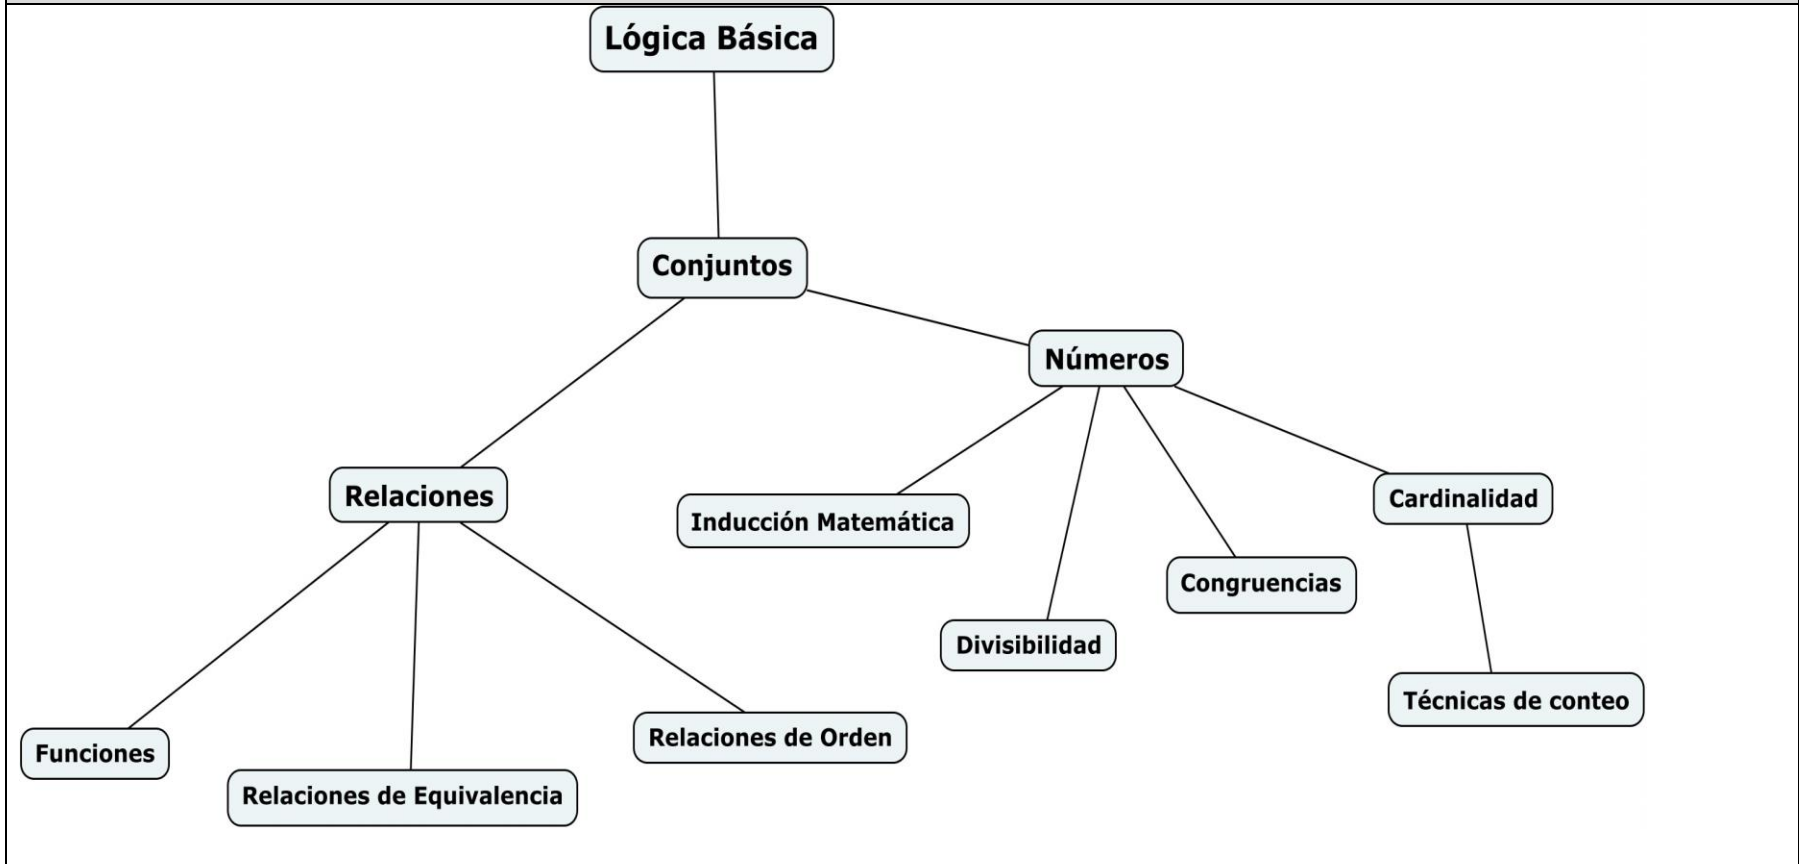 Lógica Básica
Conjuntos
Números
Relaciones
Inducción Matemática
Cardinalidad
Congruencias
Divisibilidad
Técnicas de conteo
Funciones
Relaciones de Orden
Relaciones de Equivalencia